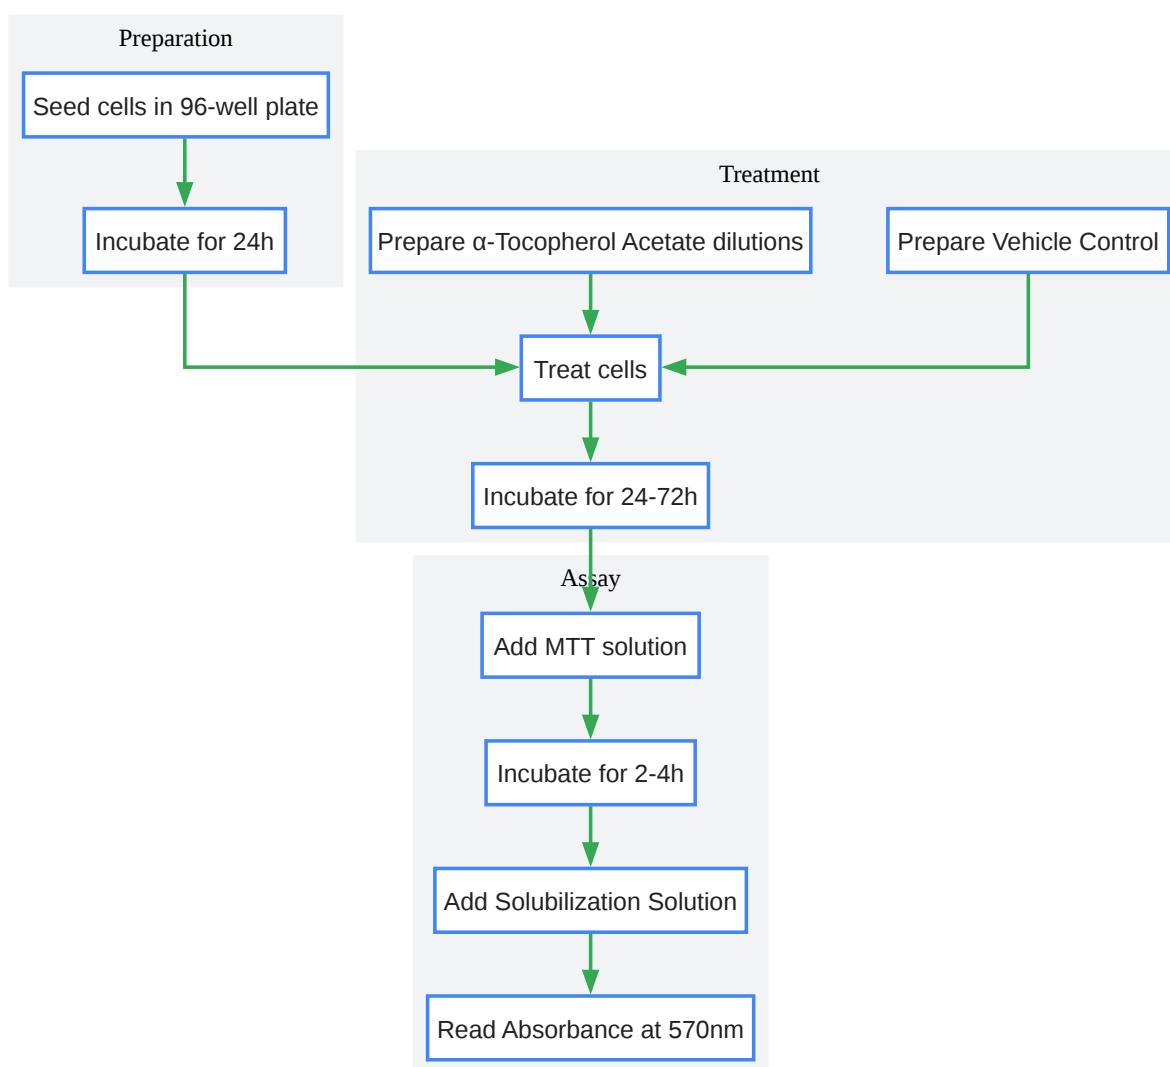 Preparation
Seed cells in 96-well plate
Incubate for 24h
Treatment
Prepare α-Tocopherol Acetate dilutions
Prepare Vehicle Control
Treat cells
Incubate for 24-72h
Assay
Add MTT solution
Incubate for 2-4h
Add Solubilization Solution
Read Absorbance at 570nm